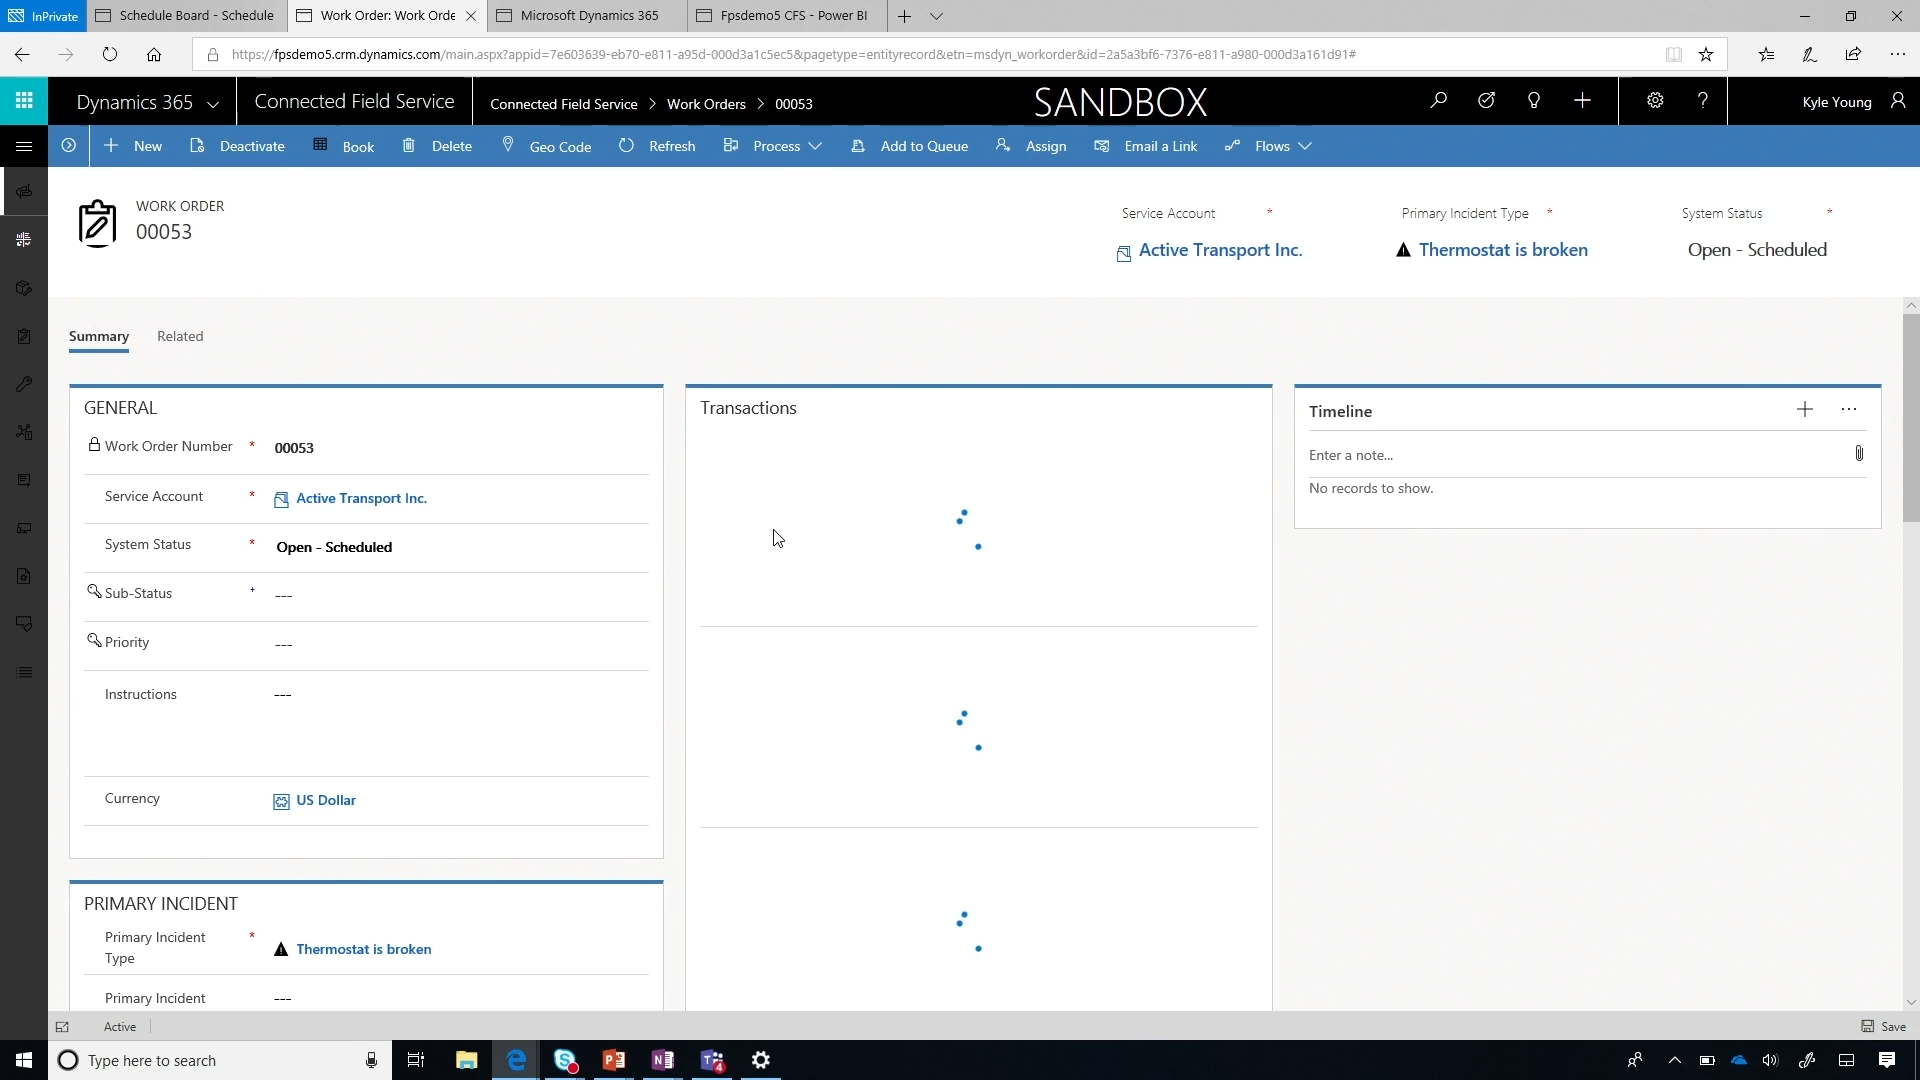 InPrivate
Schedule Board - Schedule
Work Order: Work Orde
Microsoft Dynamics 365
Fpsdemo5 CFS - Power BI
https://fpsdemo5.crm.dynamics.com/main.aspx?appid=7e603639-eb70-e811-a95d-000d3a1c5ec5&pagetype=entityrecord&etn=msdyn_workorder&id=2a5a3bf6-7376-e811-a980-000d3a161d91#
Dynamics 365
Connected Field Service
Connected Field Service > Work Orders > 00053
SANDBOX
Kyle Young
New
Deactivate
Book
Delete
Geo Code
Refresh
Process
Add to Queue
Assign
Email a Link
Flows
WORK ORDER
00053
Service Account *
Active Transport Inc.
Primary Incident Type *
Thermostat is broken
System Status *
Open - Scheduled
Summary
Related
GENERAL
Work Order Number * 00053
Service Account * Active Transport Inc.
System Status * Open - Scheduled
Sub-Status + ---
Priority ---
Instructions ---
Currency US Dollar
PRIMARY INCIDENT
Primary Incident Type * Thermostat is broken
Primary Incident ---
Transactions
Timeline
Enter a note...
No records to show.
Active
Save
Type here to search
4